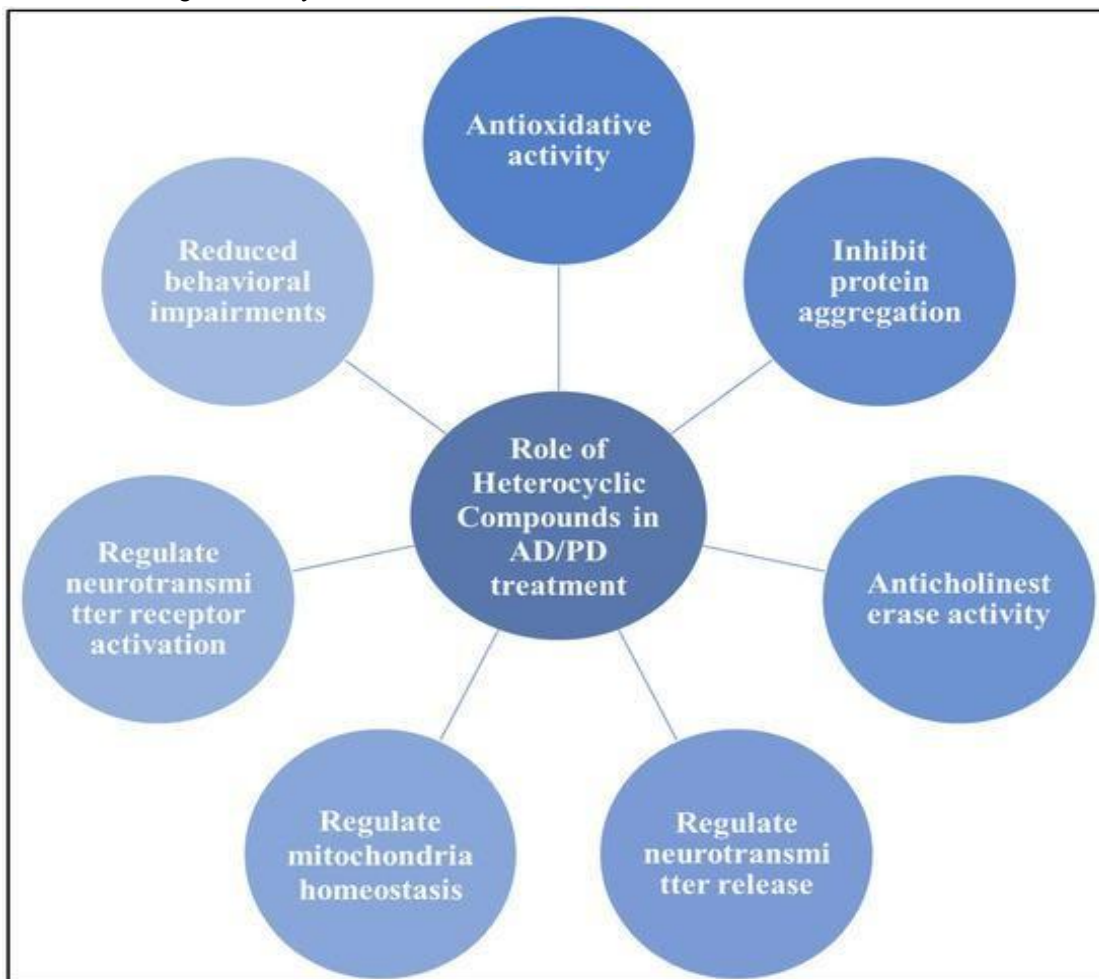 Antioxidative
activity
Inhibit
protein
aggregation
Anticholinest
erase activity
Regulate
neurotransmi
tter release
Regulate
mitochondria
homeostasis
Regulate
neurotransmi
tter receptor
activation
Reduced
behavioral
impairments
Role of
Heterocyclic
Compounds in
AD/PD
treatment